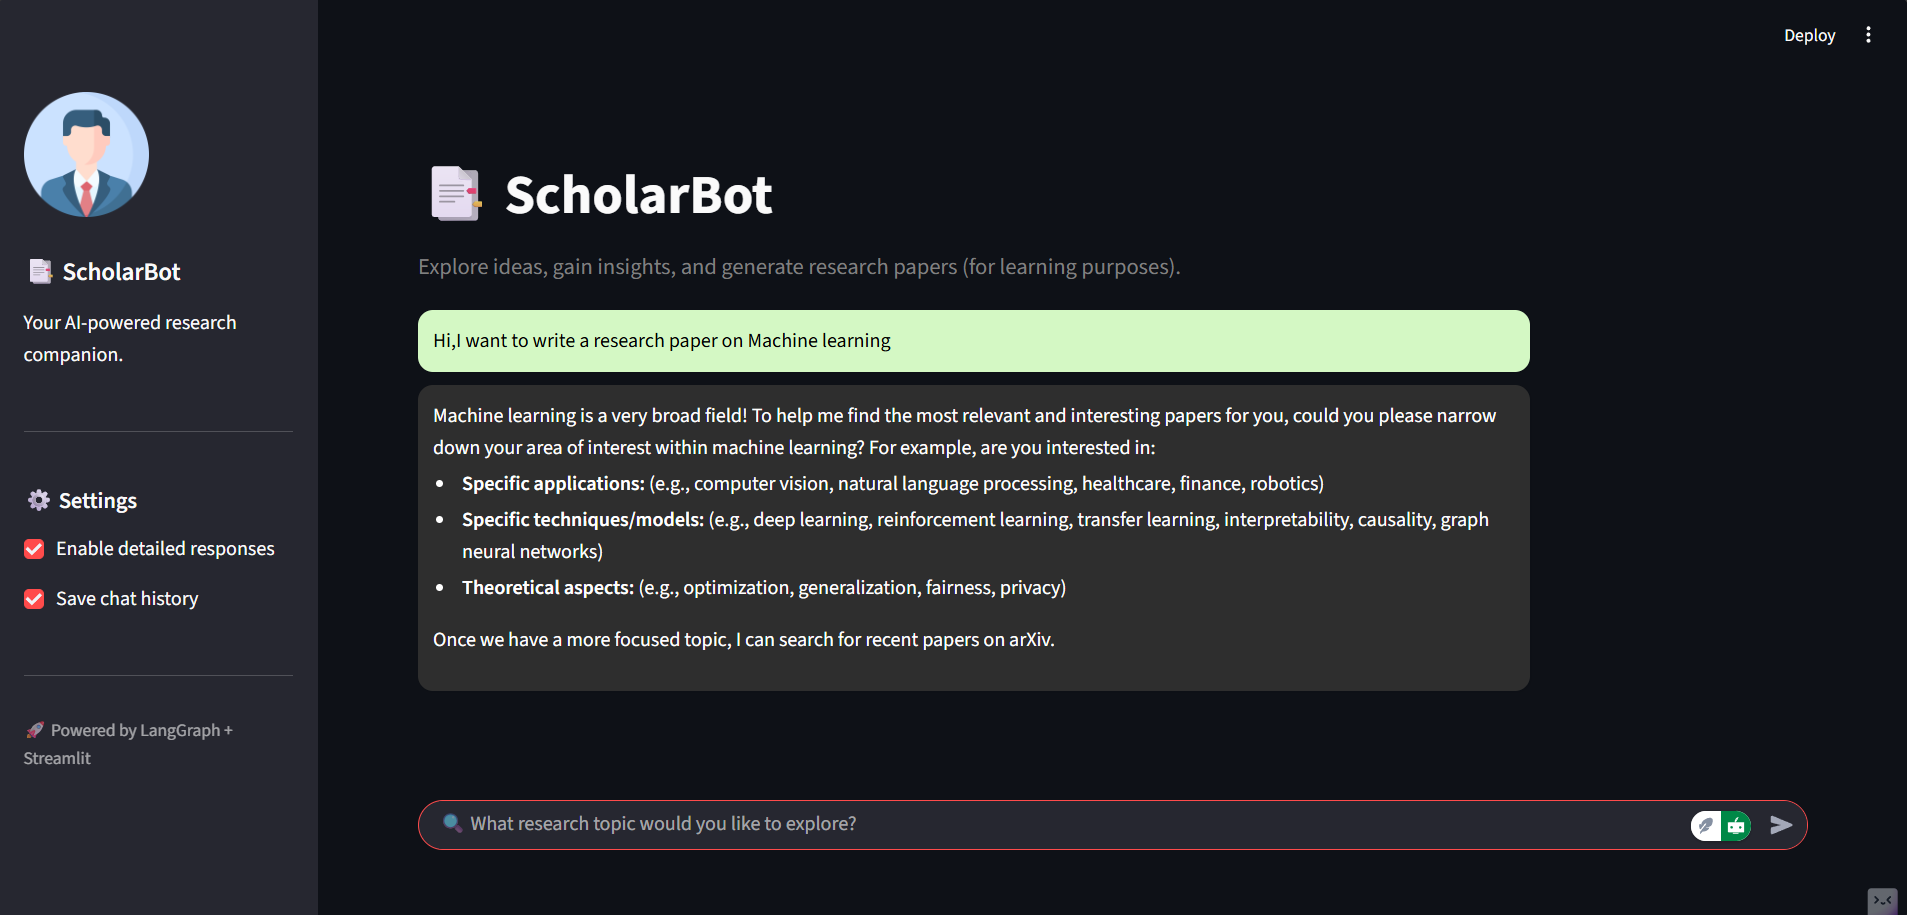 Deploy
ScholarBot
Your AI-powered research
companion.
Settings
Enable detailed responses
Save chat history
Powered by LangGraph +
Streamlit
ScholarBot
Explore ideas, gain insights, and generate research papers (for learning purposes).
Hi,I want to write a research paper on Machine learning
Machine learning is a very broad field! To help me find the most relevant and interesting papers for you, could you please narrow
down your area of interest within machine learning? For example, are you interested in:
• Specific applications: (e.g., computer vision, natural language processing, healthcare, finance, robotics)
• Specific techniques/models: (e.g., deep learning, reinforcement learning, transfer learning, interpretability, causality, graph
neural networks)
• Theoretical aspects: (e.g., optimization, generalization, fairness, privacy)
Once we have a more focused topic, I can search for recent papers on arXiv.
What research topic would you like to explore?